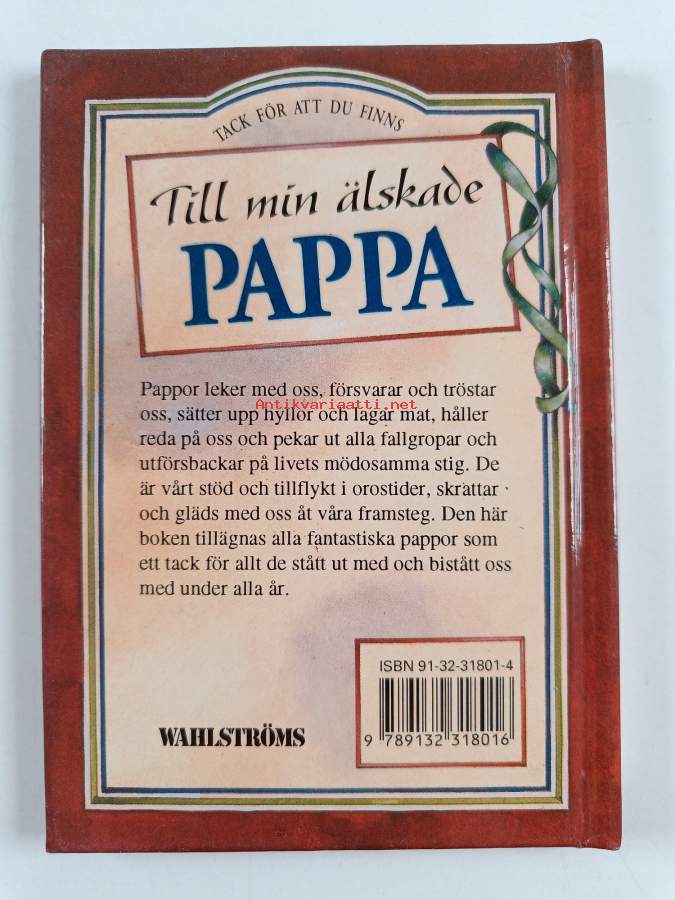 TACK FÖR ATT DU FINNS
Till min älskade
PAPPA
Pappor leker med oss, försvarar och tröstar
Antikvariaatti.net
oss, sätter upp hyllor och lagar mat, håller
reda på oss och pekar ut alla fallgropar och
utförsbackar på livets mödosamma stig. De
är vårt stöd och tillflykt i orostider, skrattar
och gläds med oss åt våra framsteg. Den här
boken tillägnas alla fantastiska pappor som
ett tack för allt de stått ut med och bistått oss
med under alla år.
ISBN 91-32-31801-4
9 789132 318016
WAHLSTRÖMS